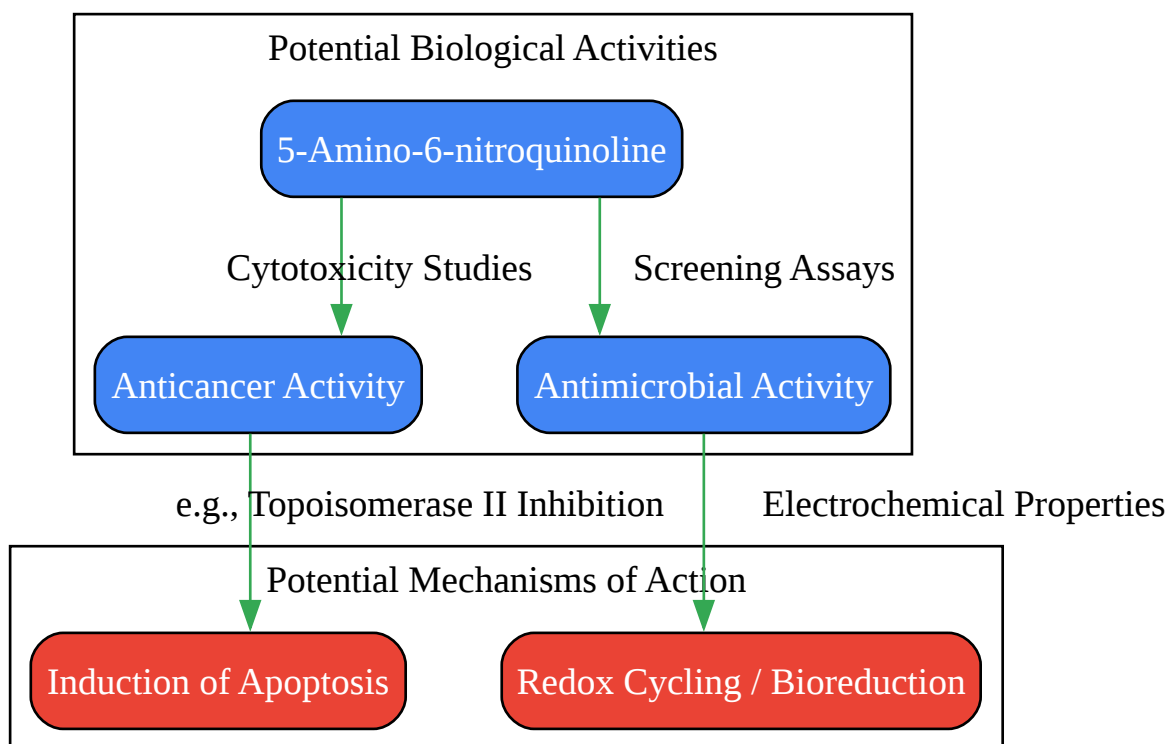 Potential Biological Activities
5-Amino-6-nitroquinoline
Cytotoxicity Studies
Screening Assays
Anticancer Activity
Antimicrobial Activity
e.g., Topoisomerase II Inhibition
Electrochemical Properties
Potential Mechanisms of Action
Induction of Apoptosis
Redox Cycling / Bioreduction